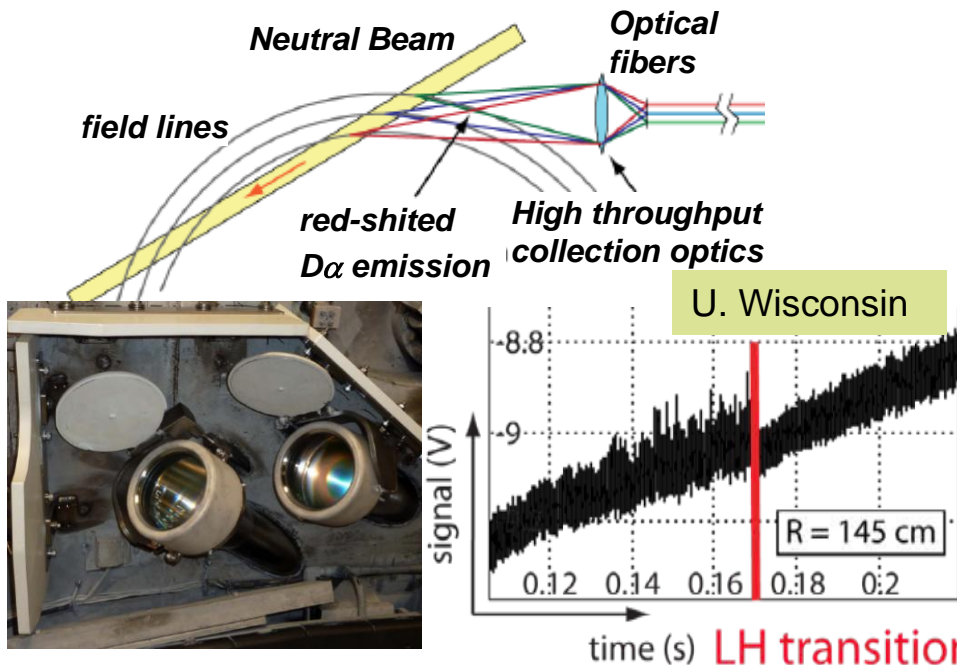 Neutral Beam
Optical
fibers
field lines
red-shited
Dα emission
High throughput
collection optics
U. Wisconsin
-8.8
-9
signal (V)
R = 145 cm
0.12 0.14 0.16 0.18 0.2
time (s)
LH transition